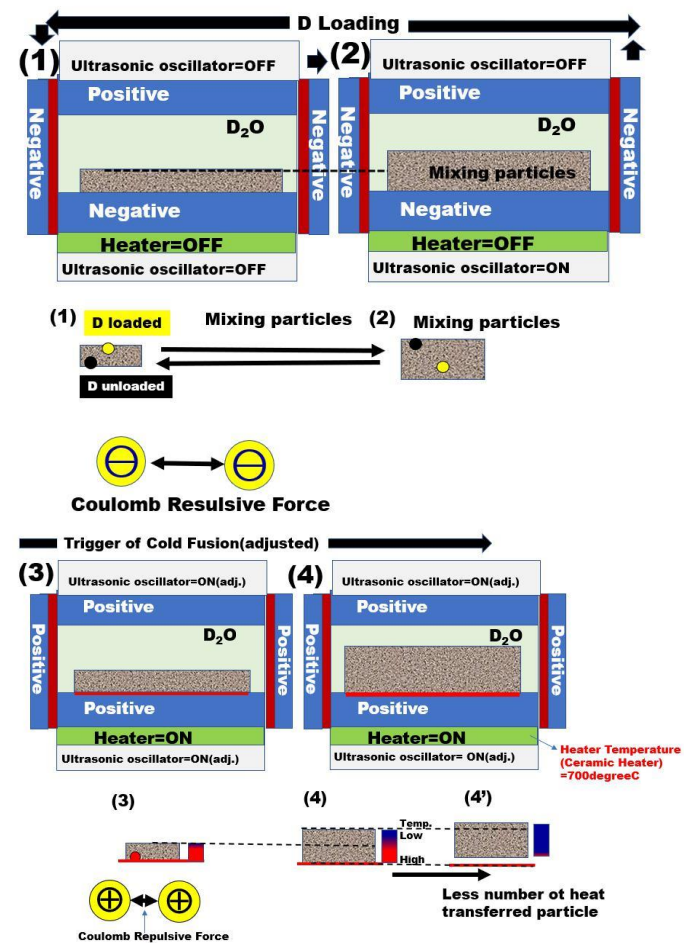 D Loading
(1)
Ultrasonic oscillator=OFF
Positive
Negative
D2O
Negative
Negative
Heater=OFF
Ultrasonic oscillator=OFF
(2)
Ultrasonic oscillator=OFF
Positive
D2O
Mixing particles
Negative
Negative
Heater=OFF
Ultrasonic oscillator=ON
(1)
D loaded
Mixing particles
(2)
Mixing particles
D unloaded
Coulomb Resulsive Force
Trigger of Cold Fusion(adjusted)
(3)
Ultrasonic oscillator=ON(adj.)
Positive
Positive
D2O
Positive
Positive
Heater=ON
Ultrasonic oscillator=ON(adj.)
(4)
Ultrasonic oscillator=ON(adj.)
Positive
D2O
Positive
Positive
Heater=ON
Ultrasonic oscillator= ON(adj.)
Heater Temperature
(Ceramic Heater)
=700degreeC
(3)
(4)
(4')
Temp.
Low
High
Less number ot heat
transferred particle
Coulomb Repulsive Force